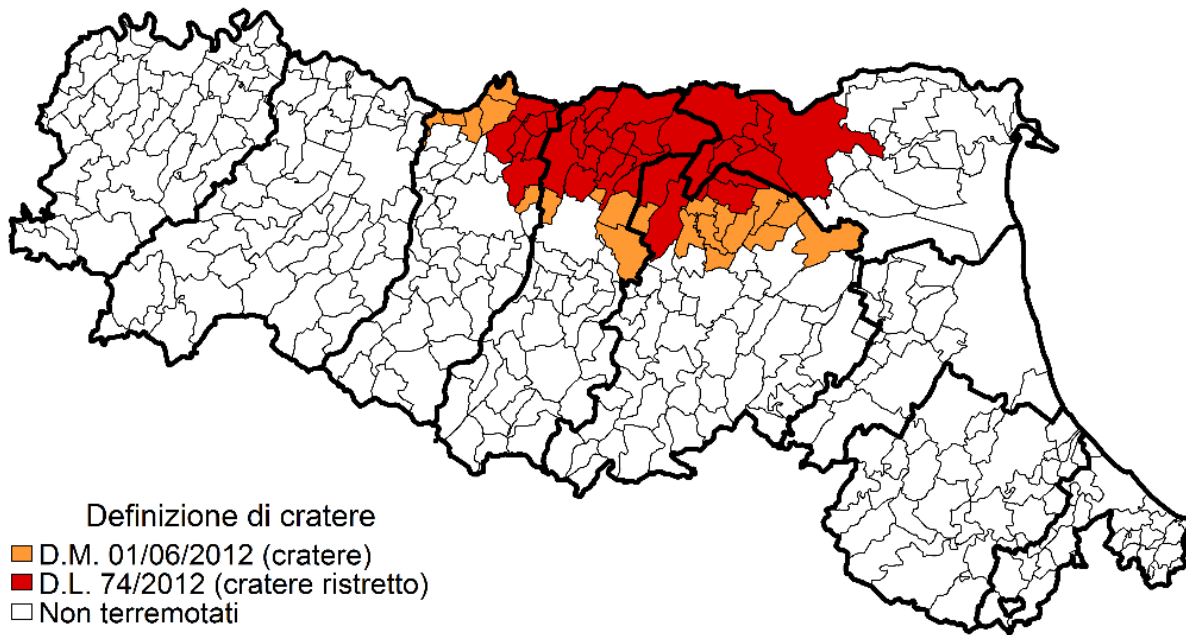 Definizione di cratere
D.M. 01/06/2012 (cratere)
D.L. 74/2012 (cratere ristretto)
Non terremotati